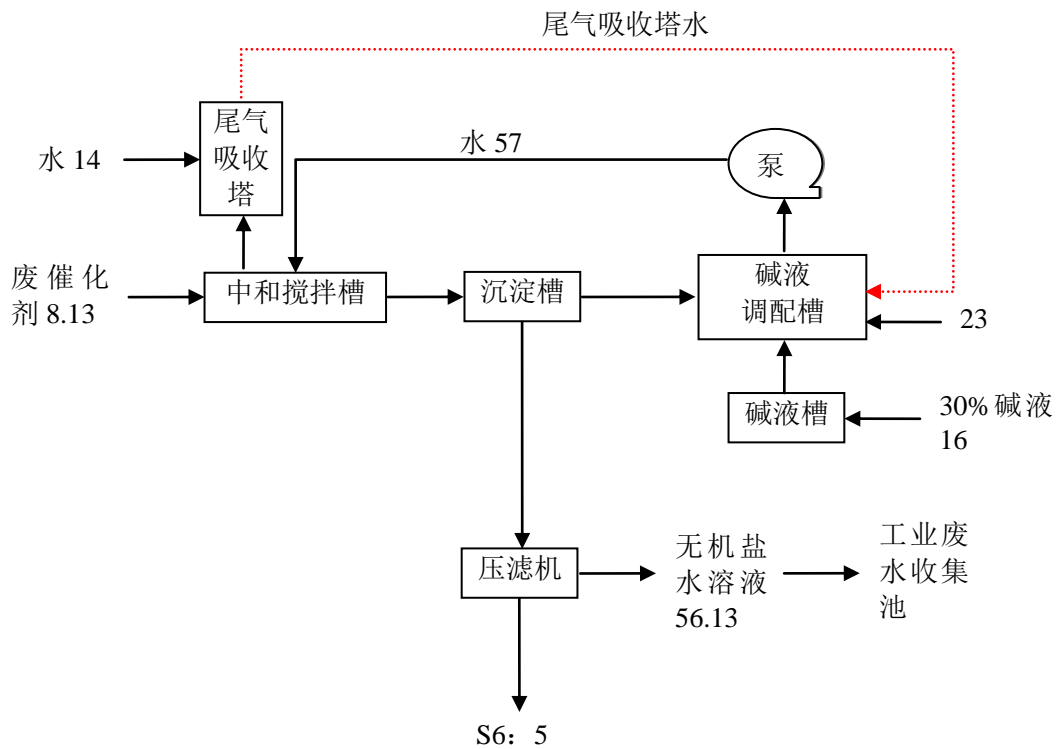 尾气吸收塔水
尾气
吸收
塔
水 14
水 57
泵
废催化
剂 8.13
中和搅拌槽
沉淀槽
碱液
调配槽
23
碱液槽
30%碱液
16
压滤机
无机盐
水溶液
56.13
工业废
水收集
池
S6：5